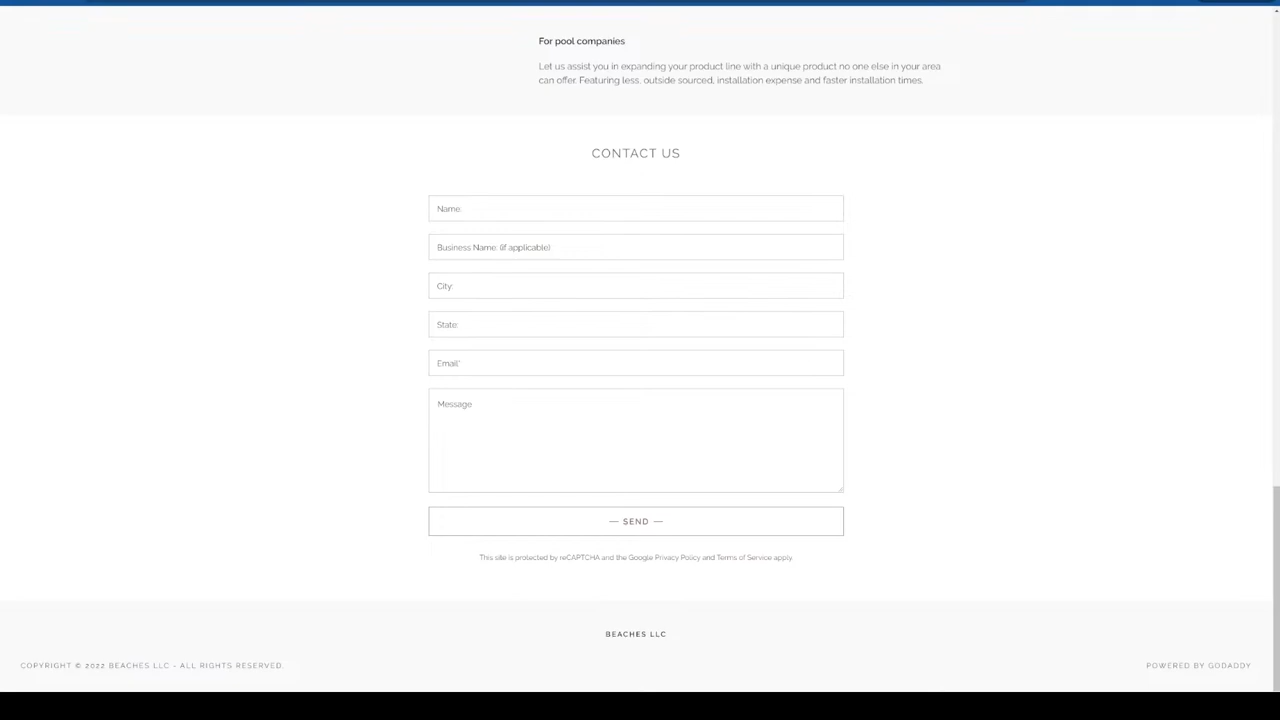 For pool companies
Let us assist you in expanding your product line with a unique product no one else in your area
can offer. Featuring less, outside sourced, installation expense and faster installation times.
CONTACT US
Name:
Business Name: (if applicable)
City:
State:
Email*
Message
— SEND —
This site is protected by reCAPTCHA and the Google Privacy Policy and Terms of Service apply.
BEACHES LLC
COPYRIGHT © 2022 BEACHES LLC - ALL RIGHTS RESERVED.
POWERED BY GODADDY